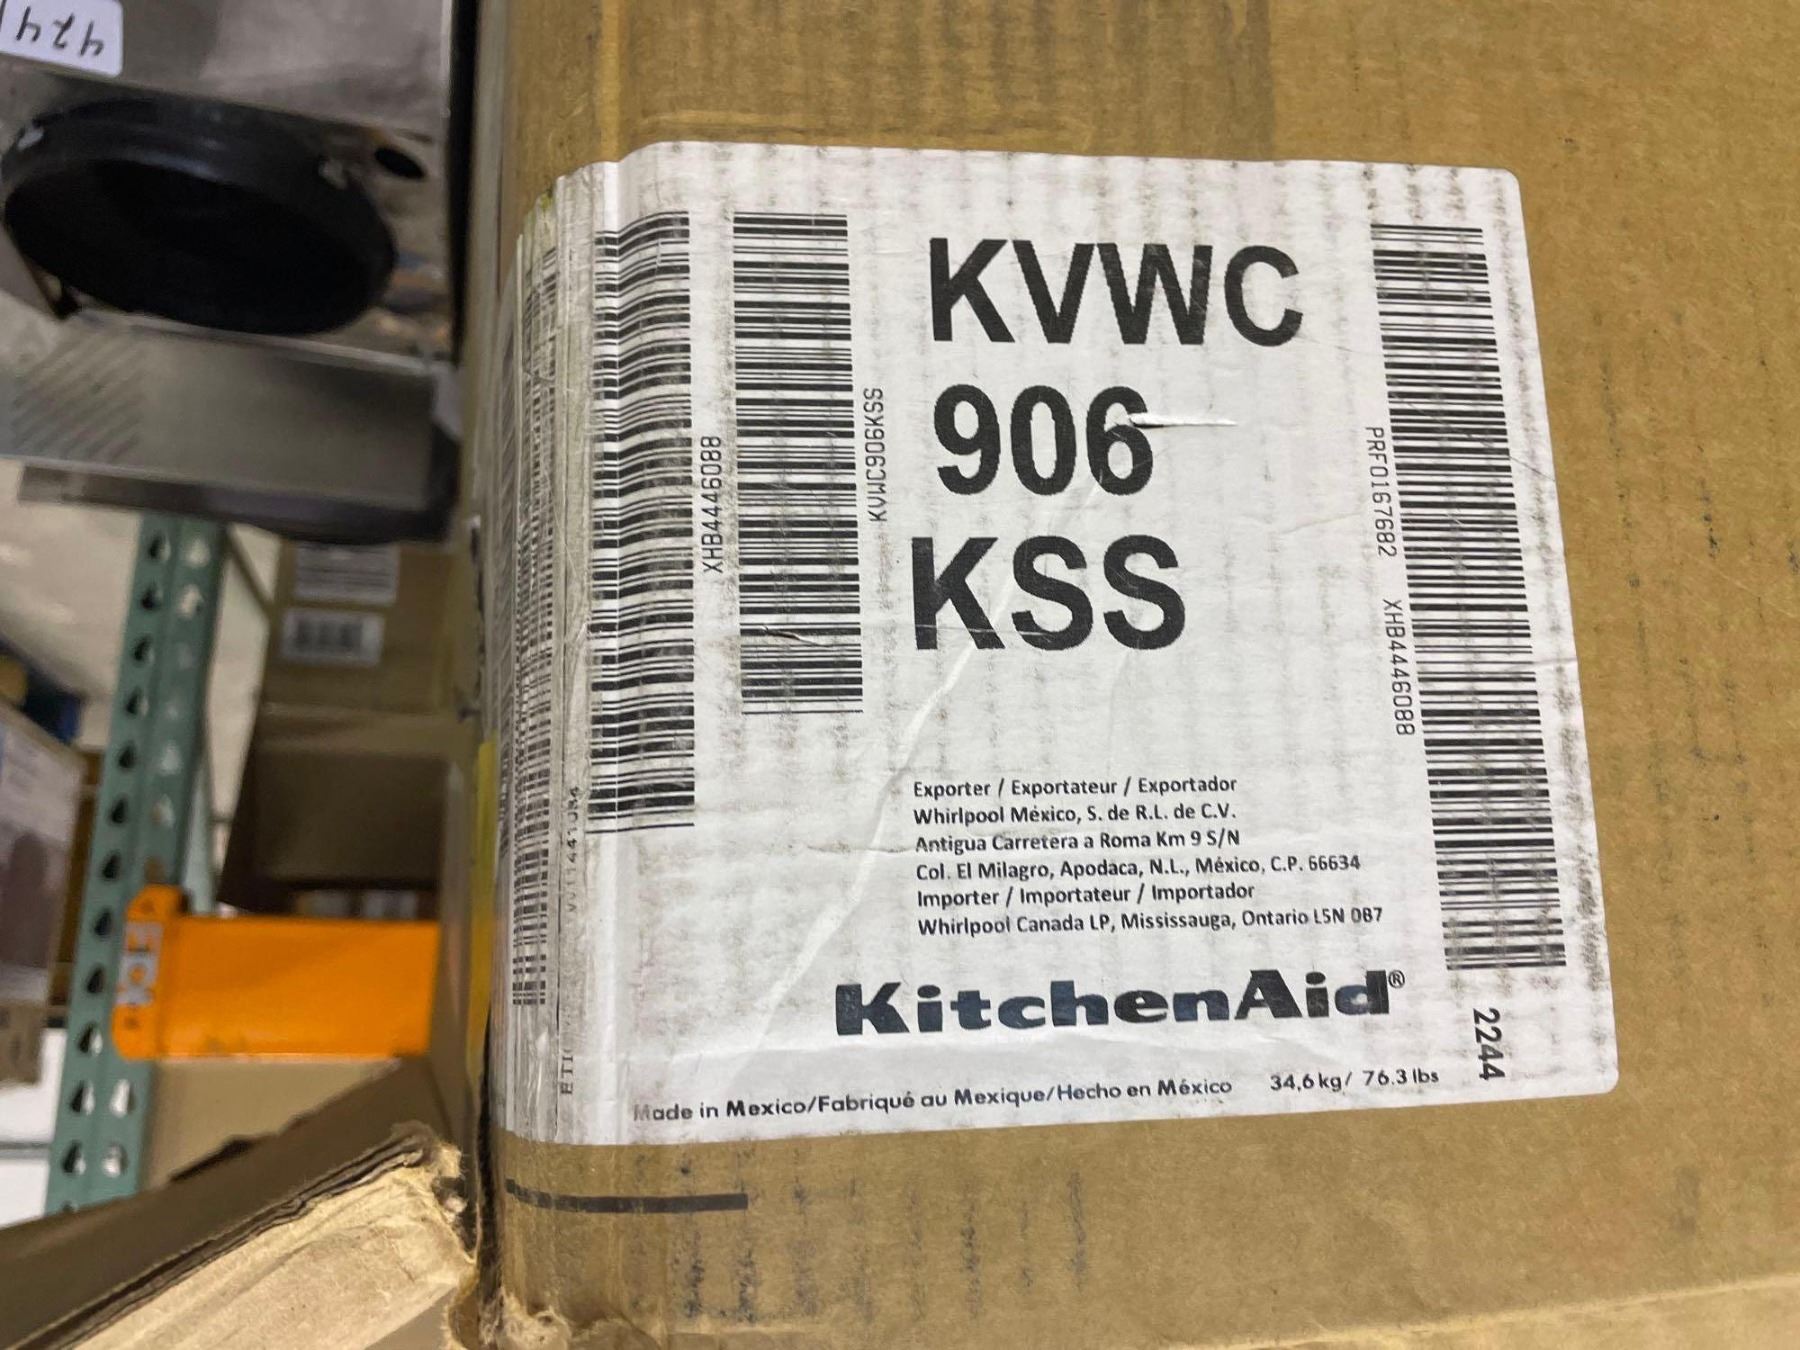 424
XHB4446088
KVWC906KSS
KVWC
906
KSS
PRF0167682 XHB4446088
Exporter / Exportateur / Exportador
Whirlpool México, S. de R.L. de C.V.
Antigua Carretera a Roma Km 9 S/N
Col. El Milagro, Apodaca, N.L., México, C.P. 66634
Importer / Importateur / Importador
Whirlpool Canada LP, Mississauga, Ontario L5N 0B7
KitchenAid®
2244
Made in Mexico/Fabriqué au Mexique/Hecho en México 34,6 kg/ 76.3 lbs